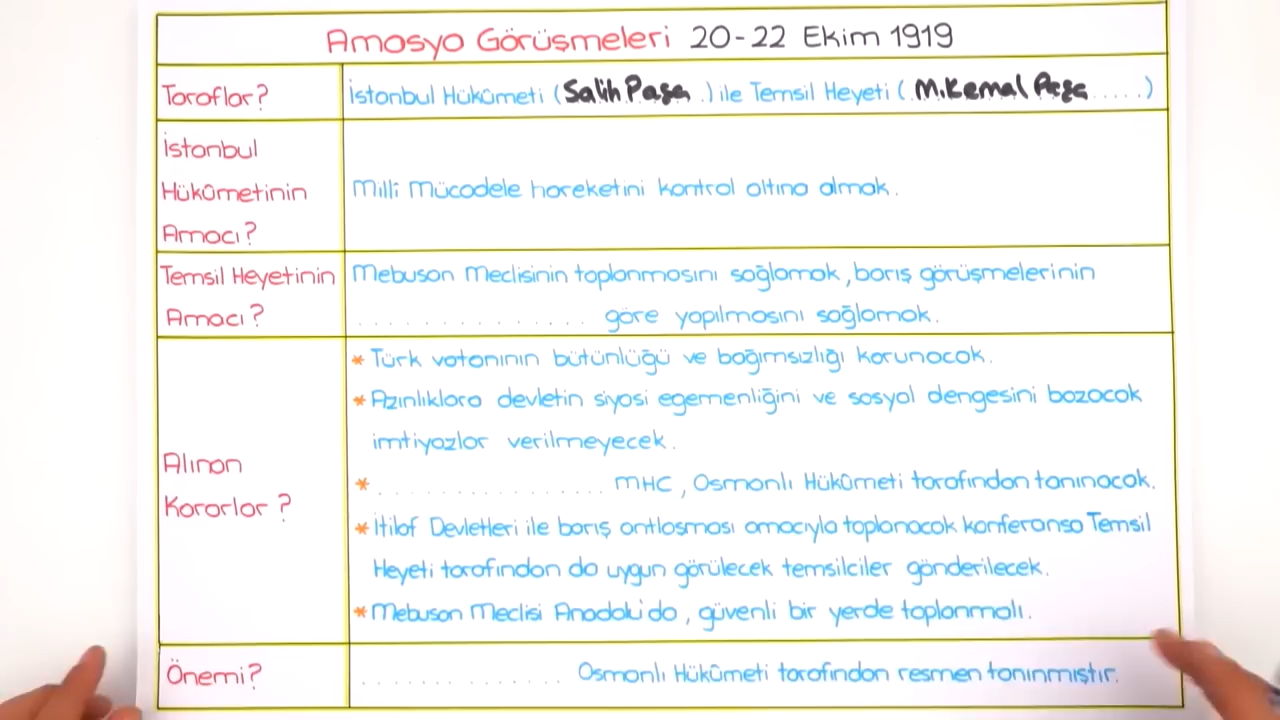 Amasya Görüşmeleri 20-22 Ekim 1919
Taraflar?
İstanbul Hükûmeti (Salih Paşa.) ile Temsil Heyeti (M.Kemal Paşa.....)
İstanbul
Hükûmetinin
Amacı?
Milli Mücadele hareketini kontrol altına almak.
Temsil Heyetinin
Amacı?
Mebusan Meclisinin toplanmasını sağlamak, barış görüşmelerinin
............... göre yapılmasını sağlamak.
Alınan
Kararlar?
* Türk vatanının bütünlüğü ve bağımsızlığı korunacak.
* Azınlıklara devletin siyasi egemenliğini ve sosyal dengesini bozacak
imtiyazlar verilmeyecek.
* ............... MHC, Osmanlı Hükûmeti tarafından tanınacak.
* İtilaf Devletleri ile barış antlaşması amacıyla toplanacak konferansa Temsil
Heyeti tarafından da uygun görülecek temsilciler gönderilecek.
* Mebusan Meclisi Anadolu'da, güvenli bir yerde toplanmalı.
Önemi?
.............. Osmanlı Hükûmeti tarafından resmen tanınmıştır.